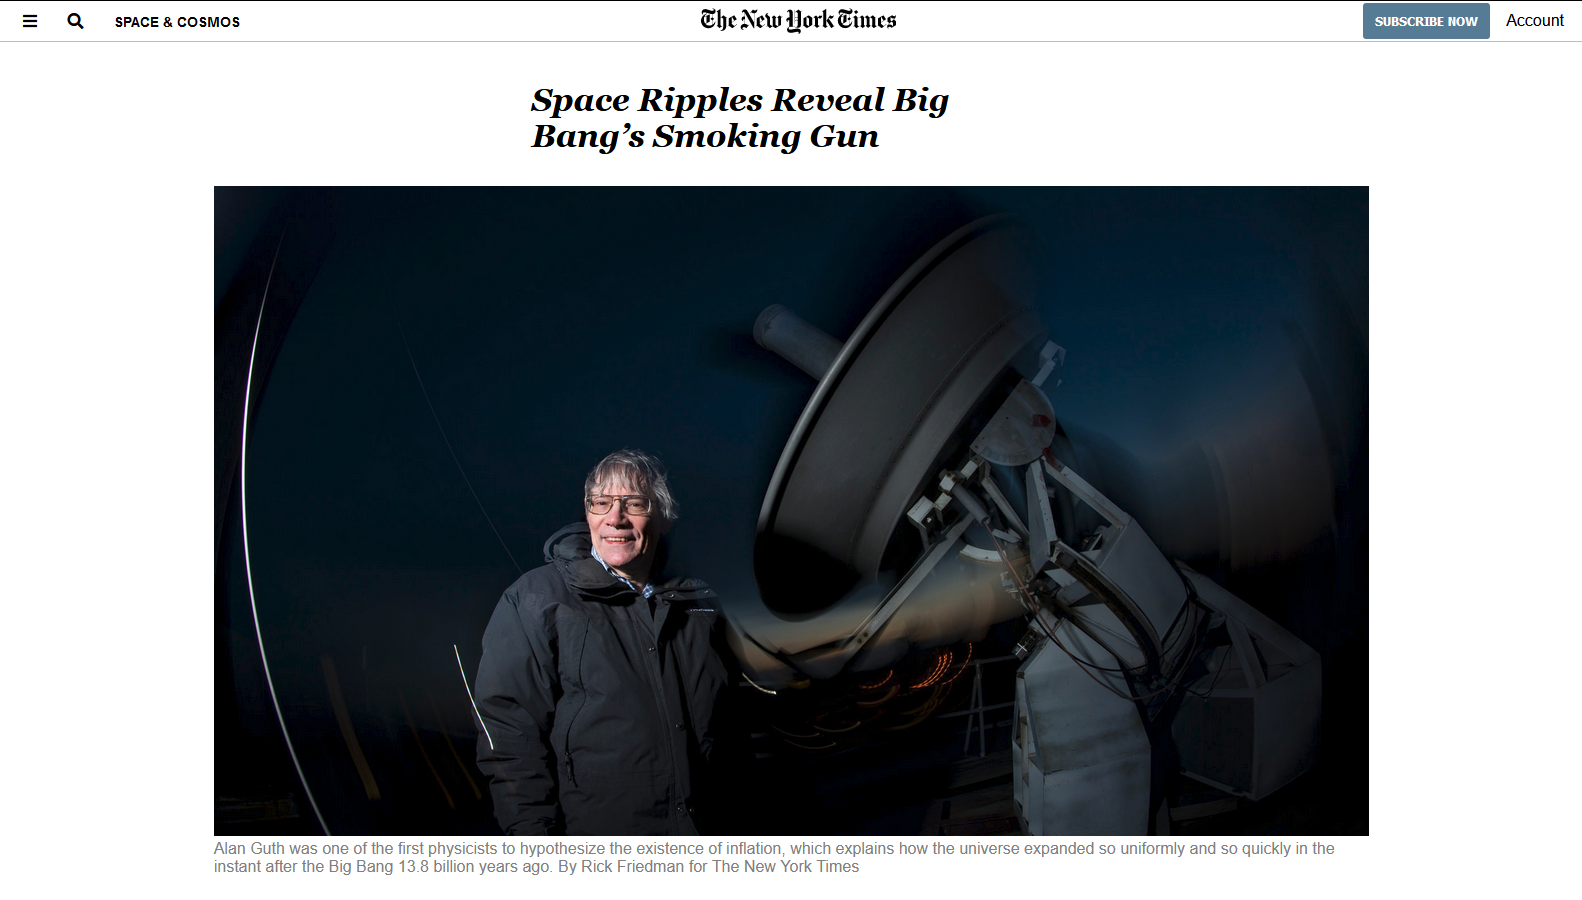 SPACE & COSMOS
The New York Times
SUBSCRIBE NOW
Account
Space Ripples Reveal Big
Bang’s Smoking Gun
Alan Guth was one of the first physicists to hypothesize the existence of inflation, which explains how the universe expanded so uniformly and so quickly in the
instant after the Big Bang 13.8 billion years ago. By Rick Friedman for The New York Times